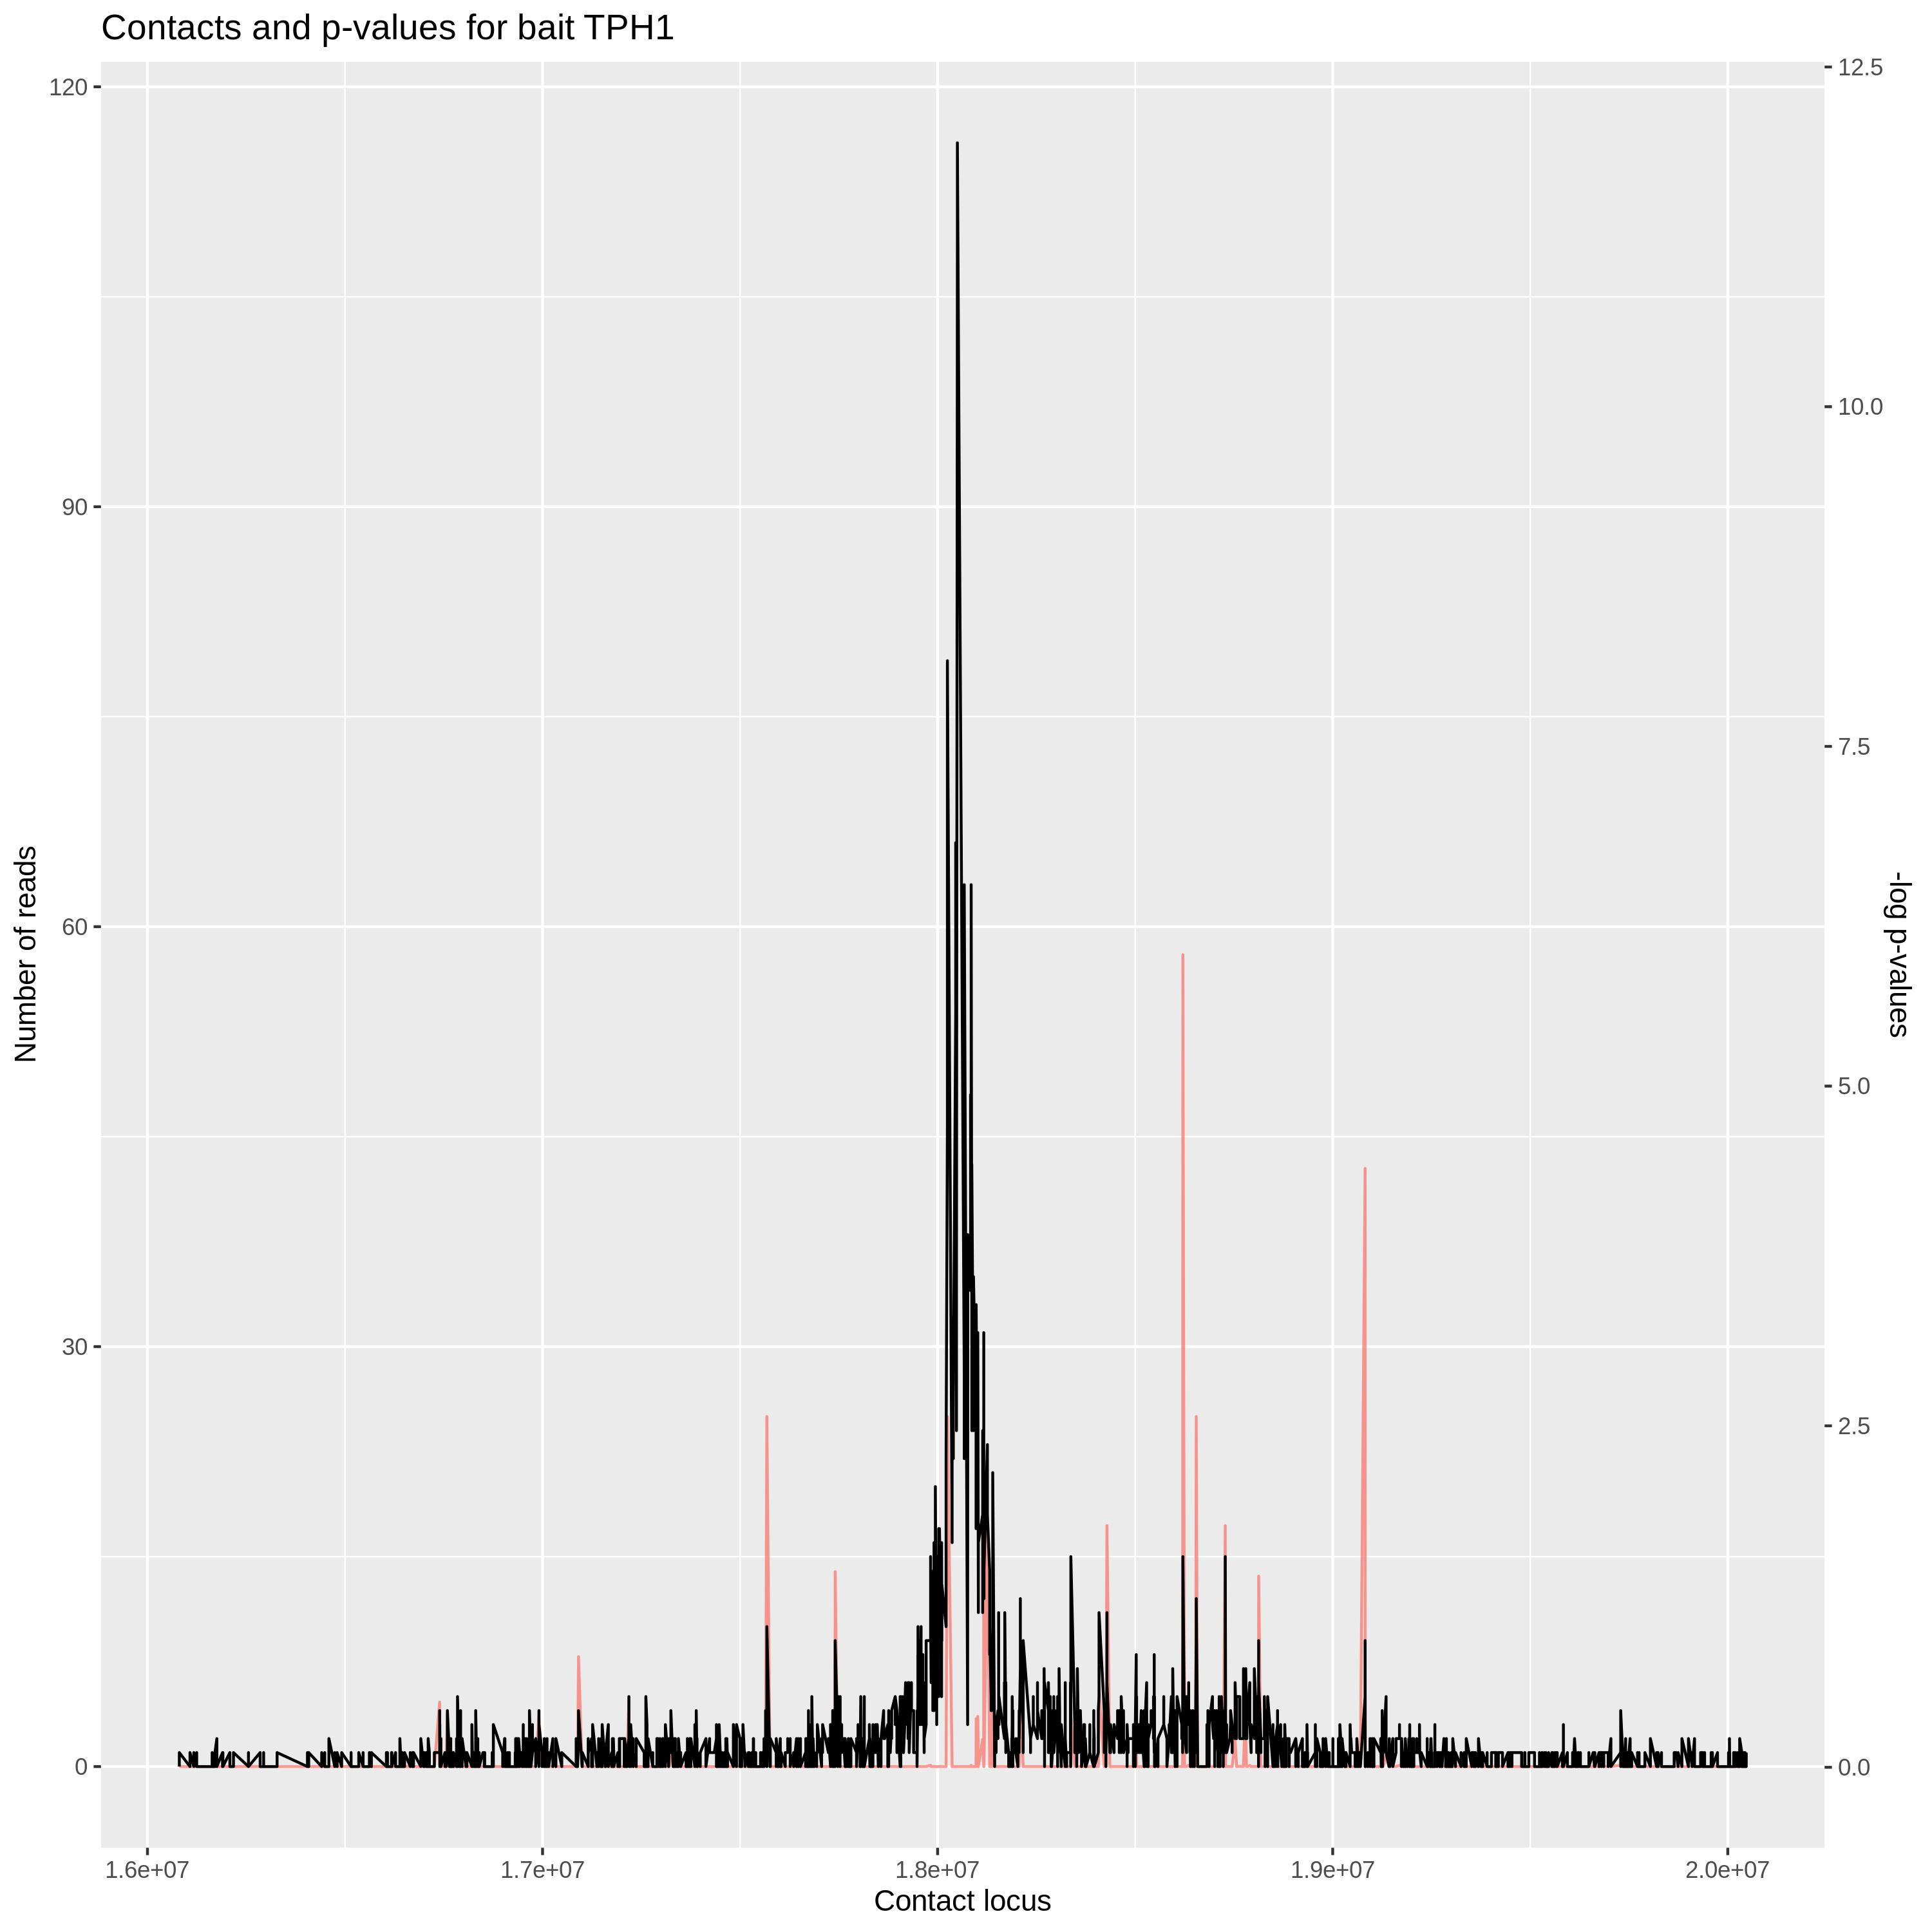 Contacts and p-values for bait TPH1
120
90
60
30
0
Number of reads
12.5
10.0
7.5
5.0
2.5
0.0
-log p-values
1.6e+07
1.7e+07
1.8e+07
1.9e+07
2.0e+07
Contact locus